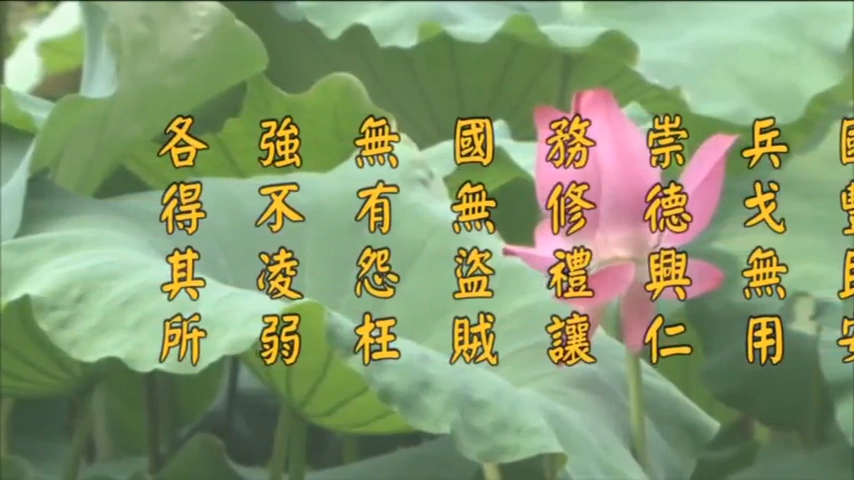 兵戈無用
崇德興仁
務修禮讓
國無盜賊
無有怨枉
強不凌弱
各得其所